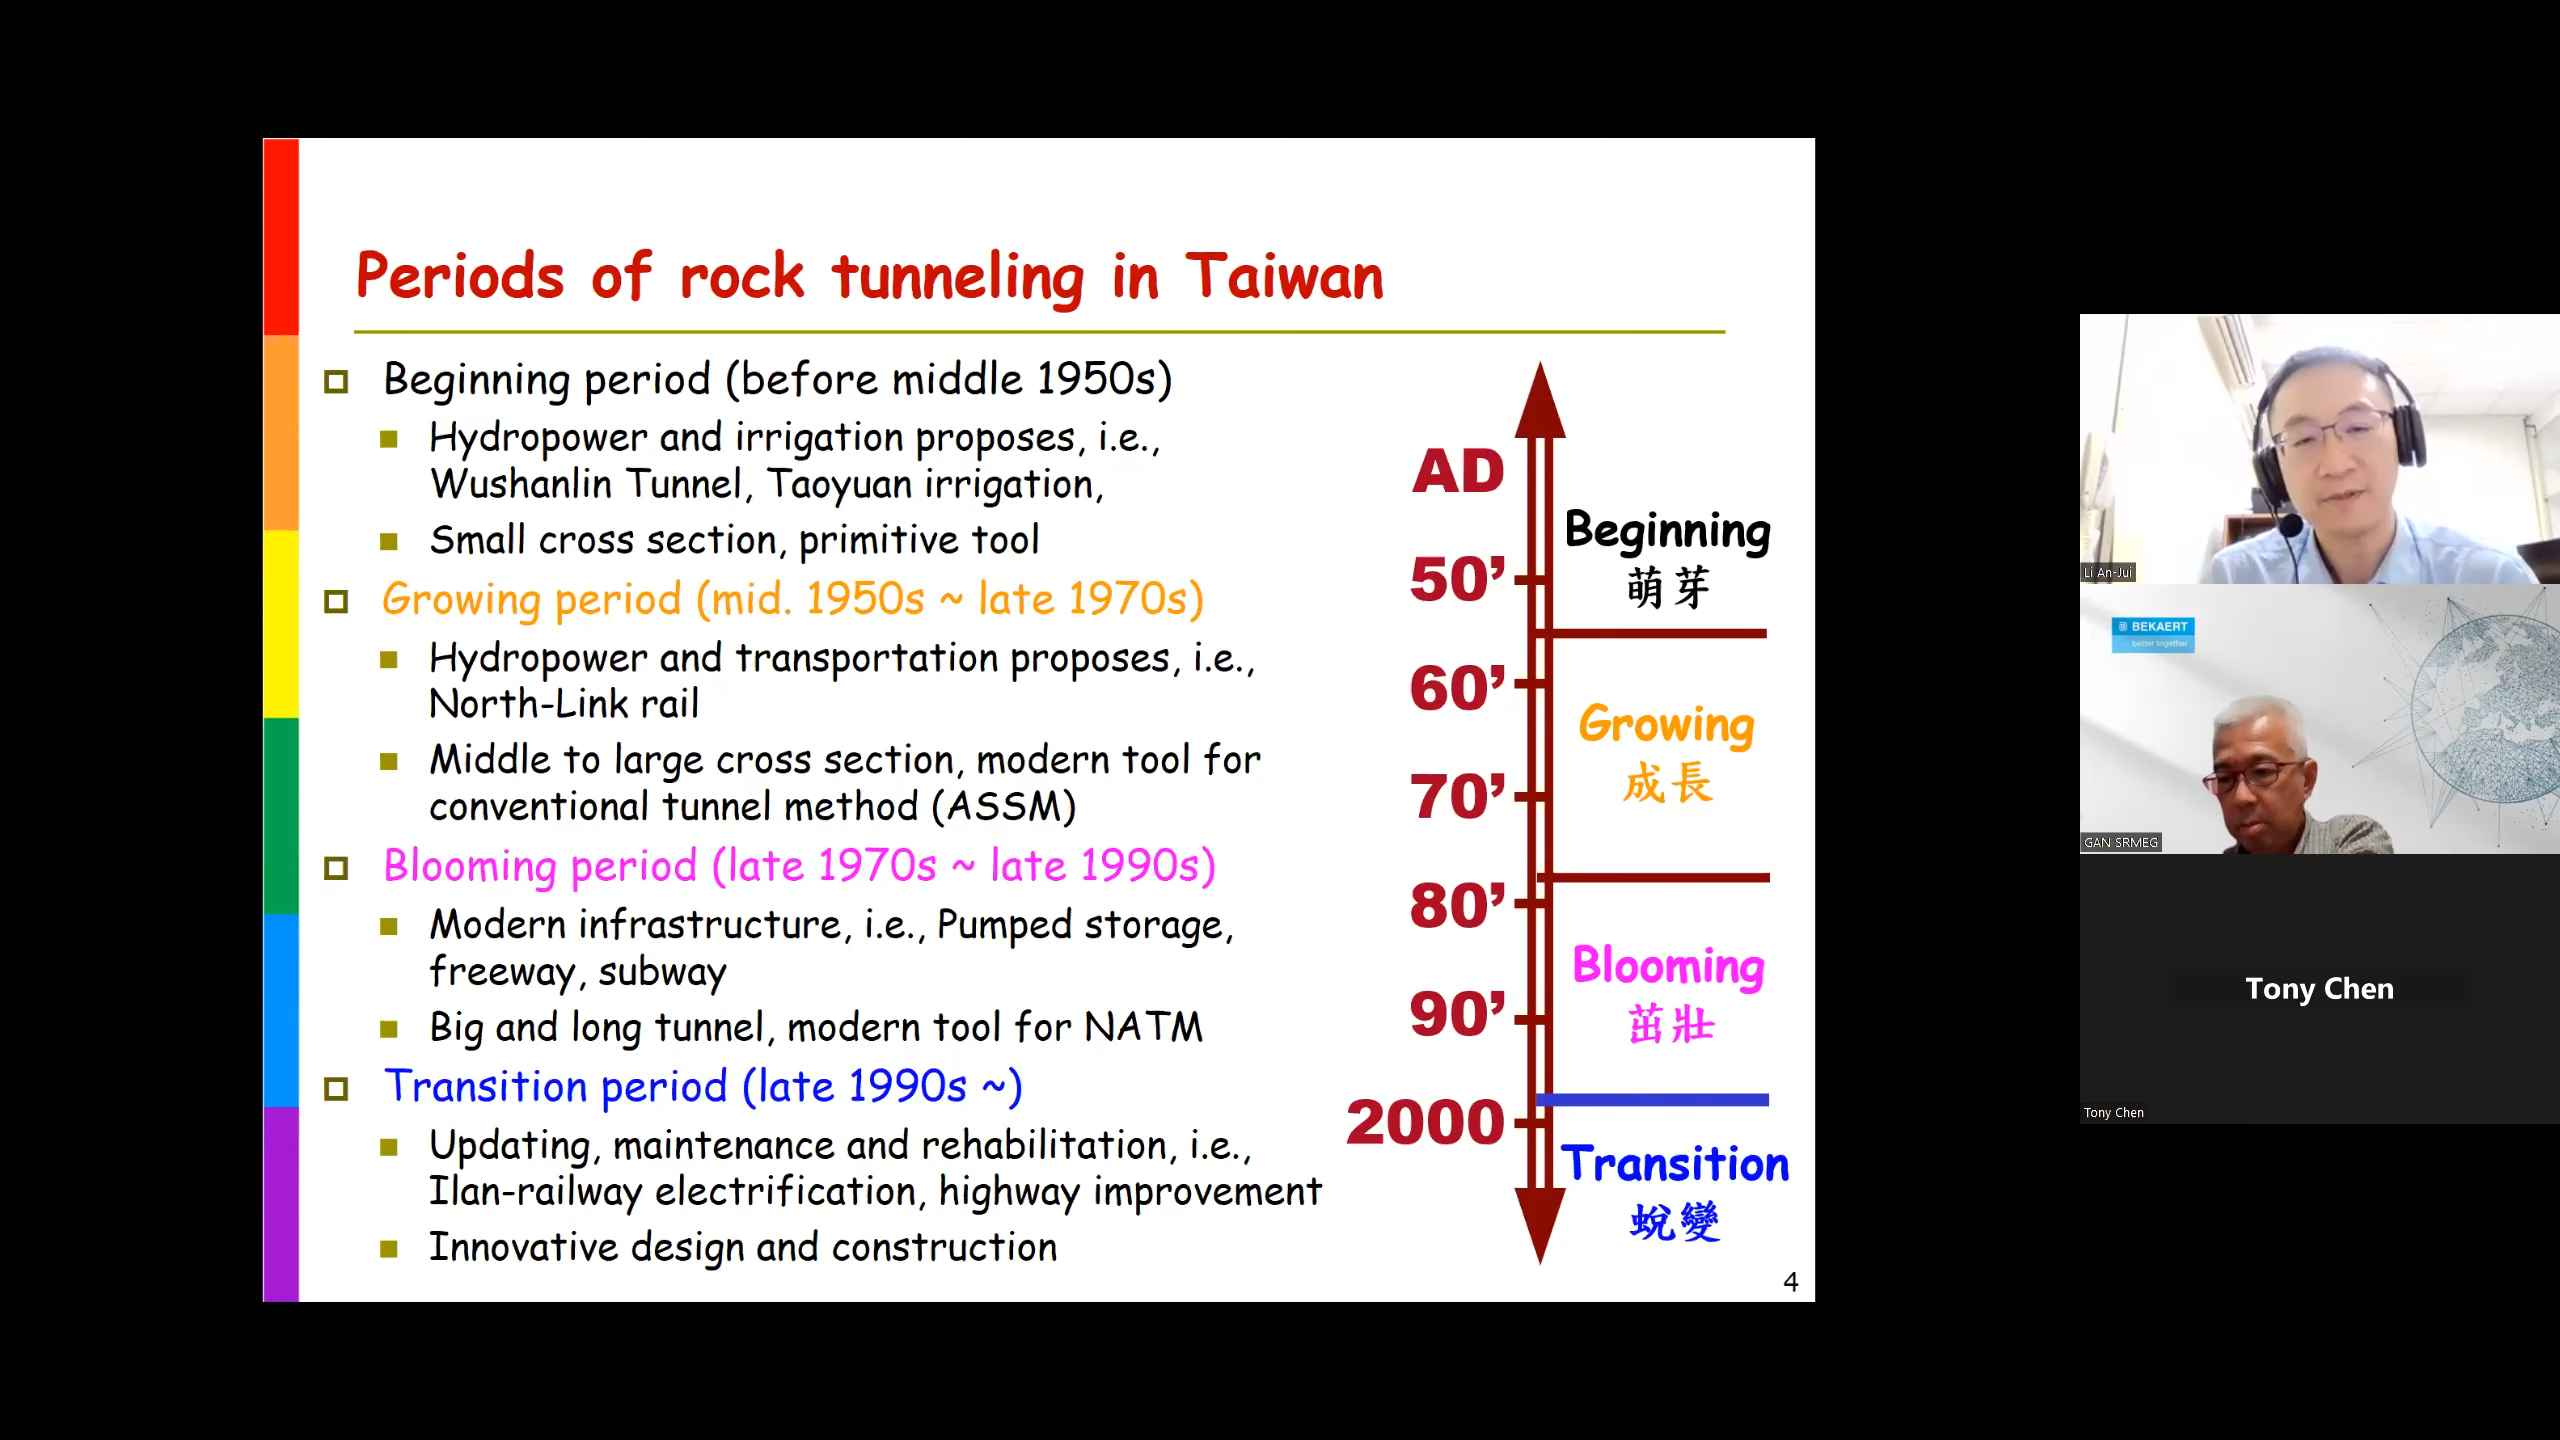 Periods of rock tunneling in Taiwan
Beginning period (before middle 1950s)
Hydropower and irrigation proposes, i.e.,
Wushanlin Tunnel, Taoyuan irrigation,
Small cross section, primitive tool
Growing period (mid. 1950s ~ late 1970s)
Hydropower and transportation proposes, i.e.,
North-Link rail
Middle to large cross section, modern tool for
conventional tunnel method (ASSM)
Blooming period (late 1970s ~ late 1990s)
Modern infrastructure, i.e., Pumped storage,
freeway, subway
Big and long tunnel, modern tool for NATM
Transition period (late 1990s ~)
Updating, maintenance and rehabilitation, i.e.,
Ilan-railway electrification, highway improvement
Innovative design and construction
AD
50’
60’
70’
80’
90’
2000
Beginning
萌芽
Growing
成長
Blooming
茁壯
Transition
蛻變
4
Li An-Jui
BEKAERT
better together
GAN SRMEG
Tony Chen
Tony Chen